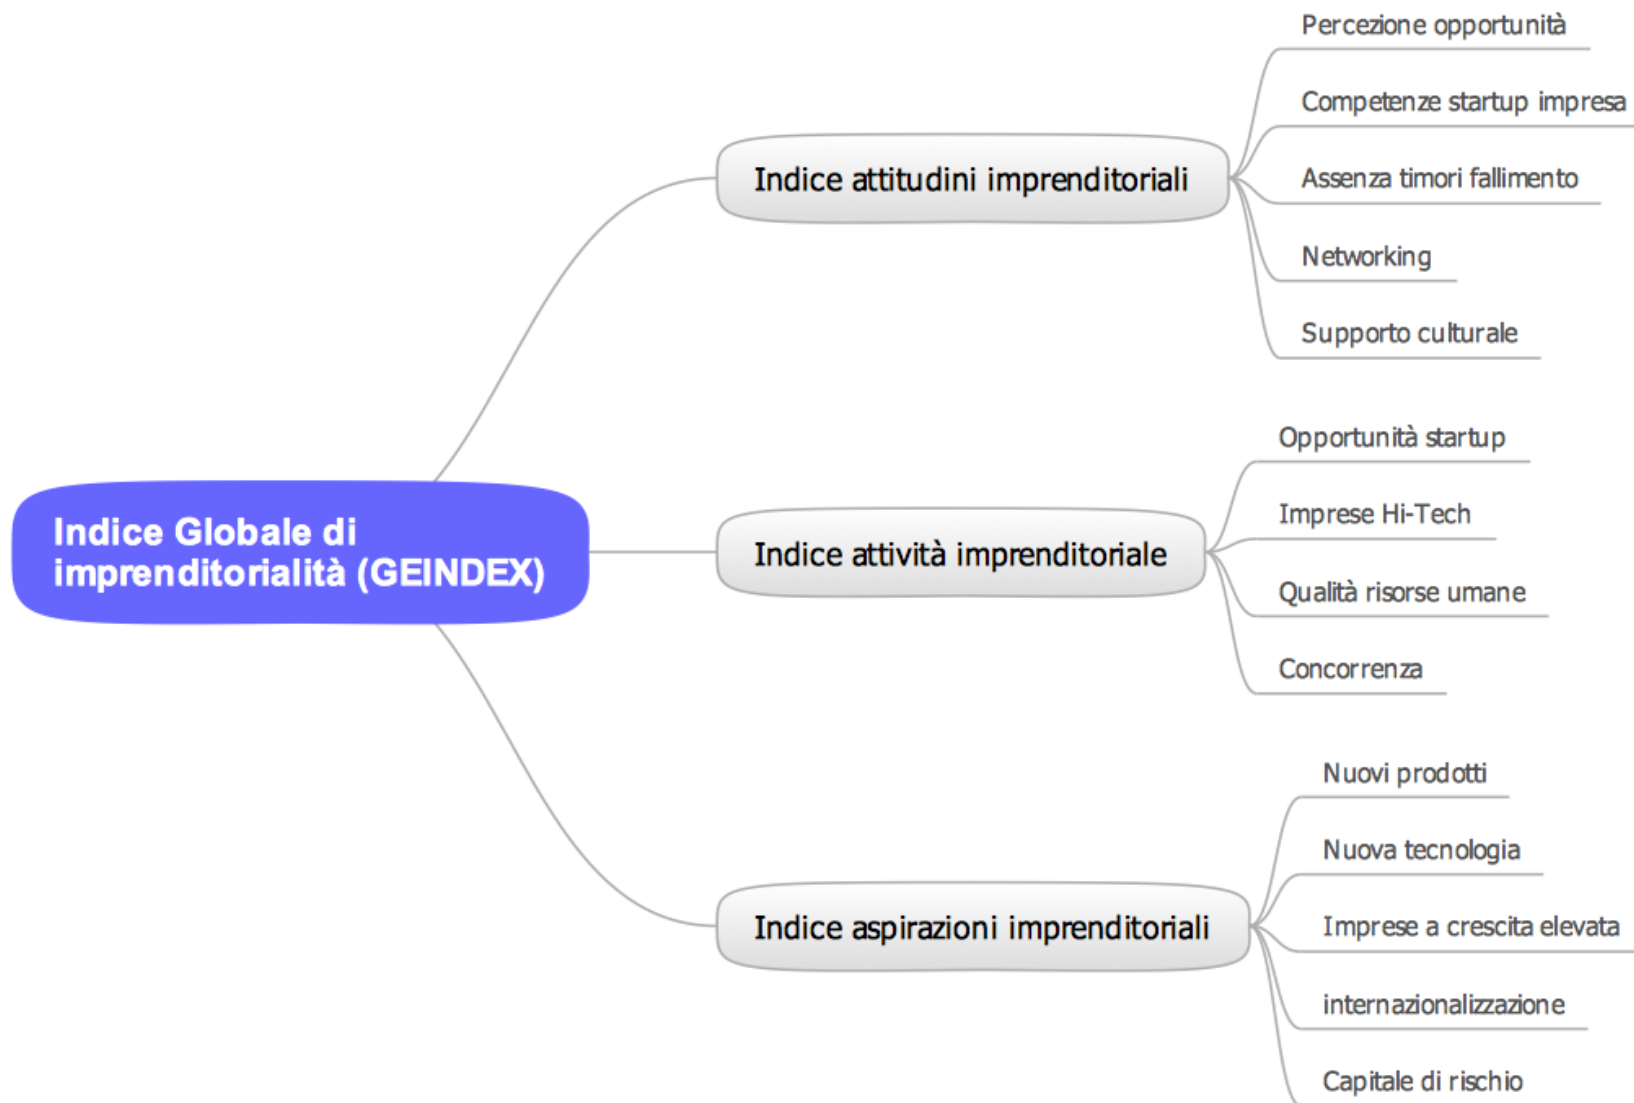 Indice Globale di
imprenditorialità (GEINDEX)
Indice attitudini imprenditoriali
Percezione opportunità
Competenze startup impresa
Assenza timori fallimento
Networking
Supporto culturale
Indice attività imprenditoriale
Opportunità startup
Imprese Hi-Tech
Qualità risorse umane
Concorrenza
Indice aspirazioni imprenditoriali
Nuovi prodotti
Nuova tecnologia
Imprese a crescita elevata
internazionalizzazione
Capitale di rischio